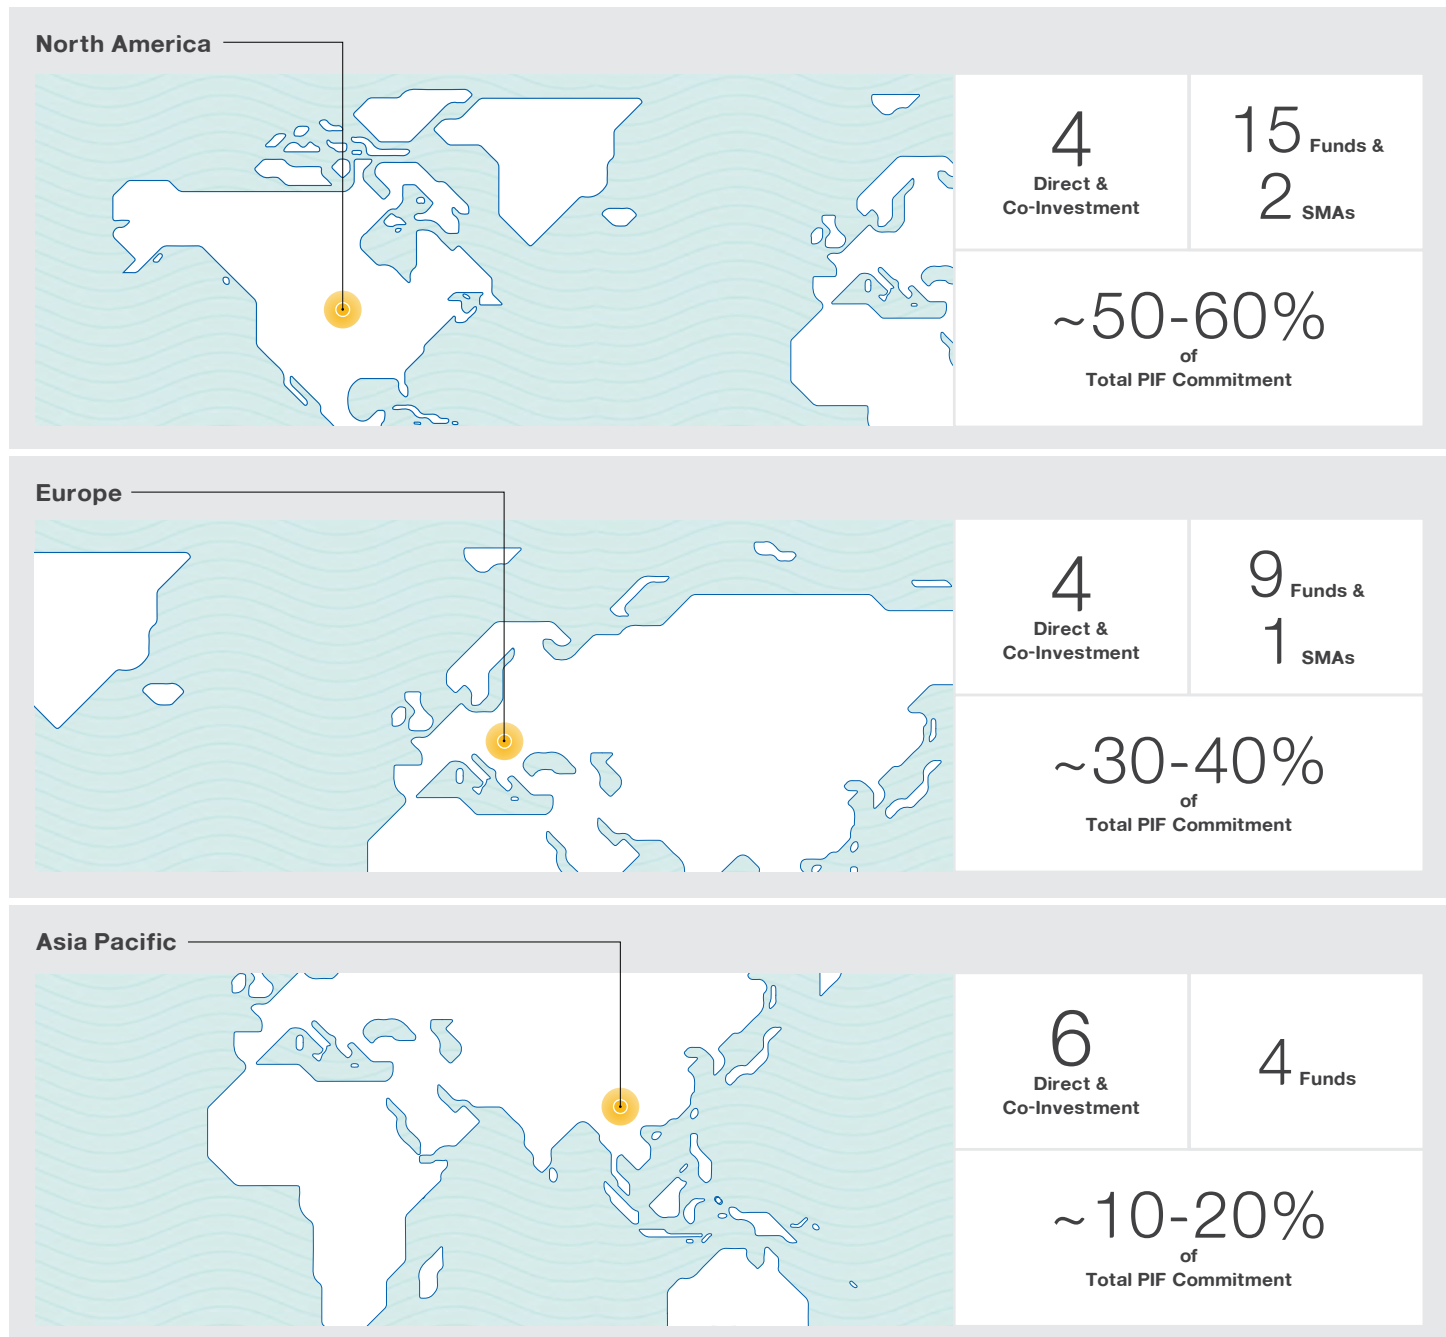 North America
4
Direct &
Co-Investment
15 Funds &
2 SMAs
~50-60%
of
Total PIF Commitment
Europe
4
Direct &
Co-Investment
9 Funds &
1 SMAs
~30-40%
of
Total PIF Commitment
Asia Pacific
6
Direct &
Co-Investment
4 Funds
~10-20%
of
Total PIF Commitment